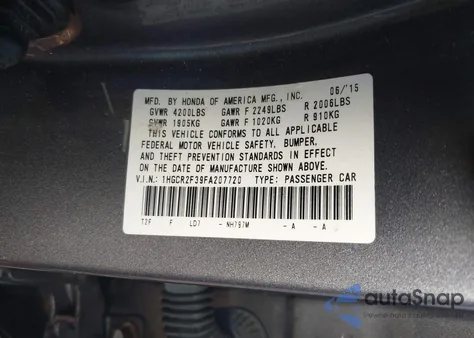 MFD. BY HONDA OF AMERICA MFG., INC. 06/'15
GVWR 4200LBS GAWR F 2249LBS R 2006LBS
GVWR 1905KG GAWR F 1020KG R 910KG
THIS VEHICLE CONFORMS TO ALL APPLICABLE
FEDERAL MOTOR VEHICLE SAFETY, BUMPER,
AND THEFT PREVENTION STANDARDS IN EFFECT
ON THE DATE OF MANUFACTURE SHOWN ABOVE.
V.I.N.: 1HGCR2F39FA207720 TYPE: PASSENGER CAR
T2F F LD7 - NH797M - A - A
autoSnap